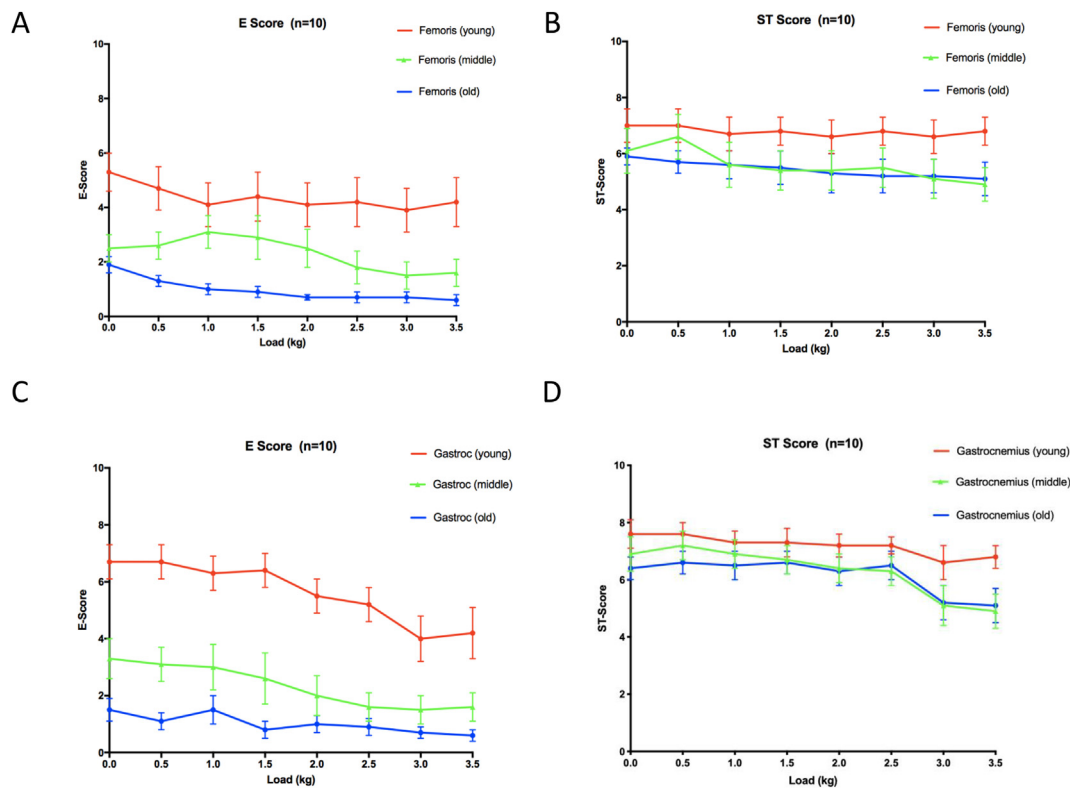 A
E Score (n=10)
Femoris (young)
Femoris (middle)
Femoris (old)
E-Score
10
8
6
4
2
0
0.0 0.5 1.0 1.5 2.0 2.5 3.0 3.5
Load (kg)
B
ST Score (n=10)
Femoris (young)
Femoris (middle)
Femoris (old)
ST-Score
10
8
6
4
2
0
0.0 0.5 1.0 1.5 2.0 2.5 3.0 3.5
Load (kg)
C
E Score (n=10)
Gastroc (young)
Gastroc (middle)
Gastroc (old)
E-Score
10
8
6
4
2
0
0.0 0.5 1.0 1.5 2.0 2.5 3.0 3.5
Load (kg)
D
ST Score (n=10)
Gastrocnemius (young)
Gastrocnemius (middle)
Gastrocnemius (old)
ST-Score
10
8
6
4
2
0
0.0 0.5 1.0 1.5 2.0 2.5 3.0 3.5
Load (kg)